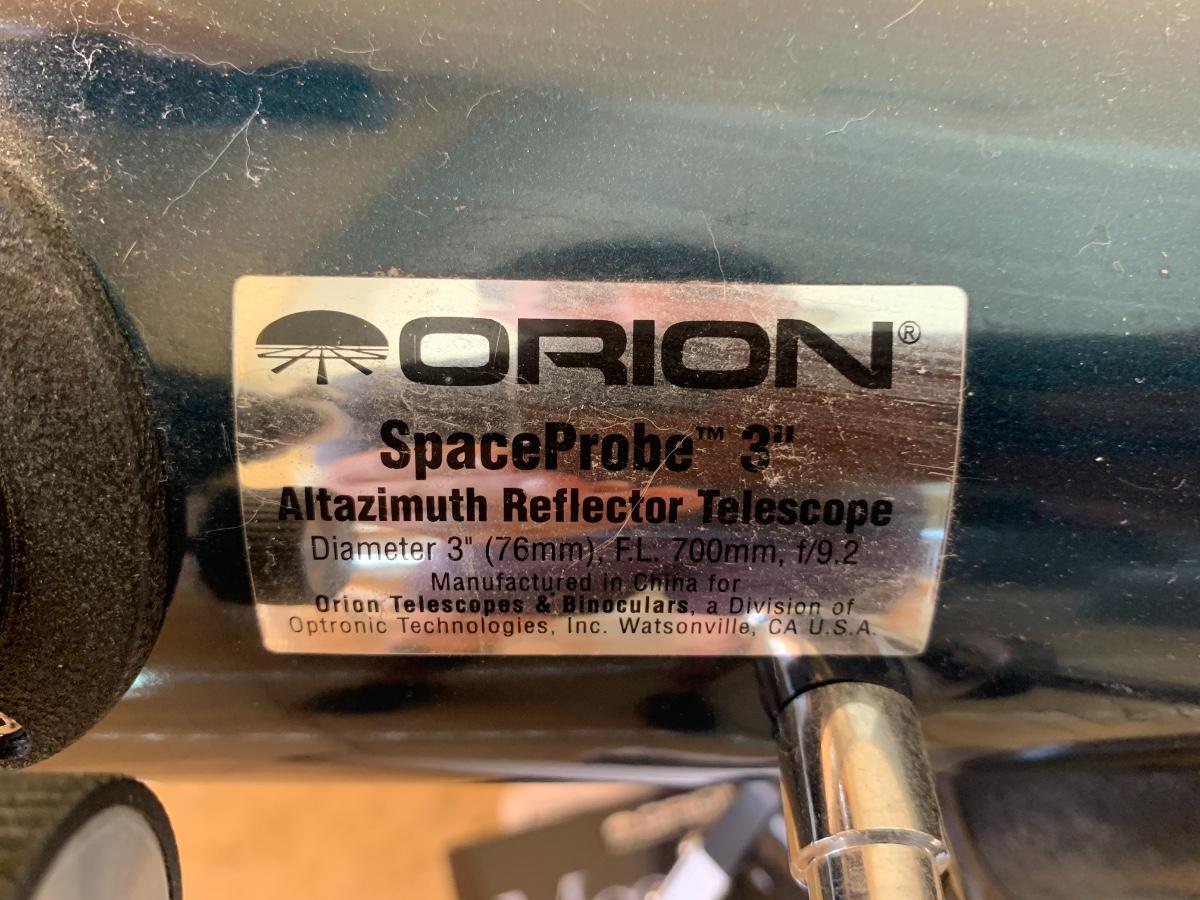 ORION®
SpaceProbe™ 3"
Altazimuth Reflector Telescope
Diameter 3" (76mm), F.L. 700mm, f/9.2
Manufactured in China for
Orion Telescopes & Binoculars, a Division of
Optronic Technologies, Inc. Watsonville, CA U.S.A.